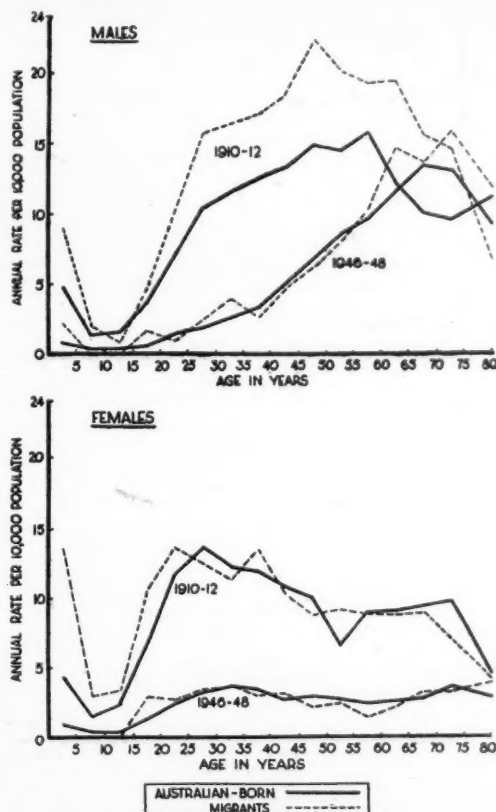 MALES
ANNUAL RATE PER 10,000 POPULATION
24
20
15
10
5
0
1910-12
1946-48
5 10 15 20 25 30 35 40 45 50 55 60 65 70 75 80
AGE IN YEARS
FEMALES
ANNUAL RATE PER 10,000 POPULATION
24
20
15
10
5
0
1910-12
1946-48
5 10 15 20 25 30 35 40 45 50 55 60 65 70 75 80
AGE IN YEARS
AUSTRALIAN-BORN
MIGRANTS